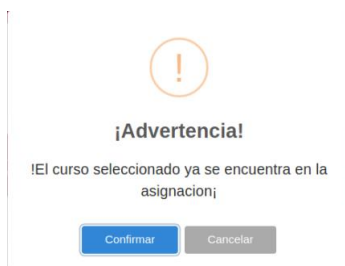 !
¡Advertencia!
!El curso seleccionado ya se encuentra en la
asignacion¡
Confirmar
Cancelar